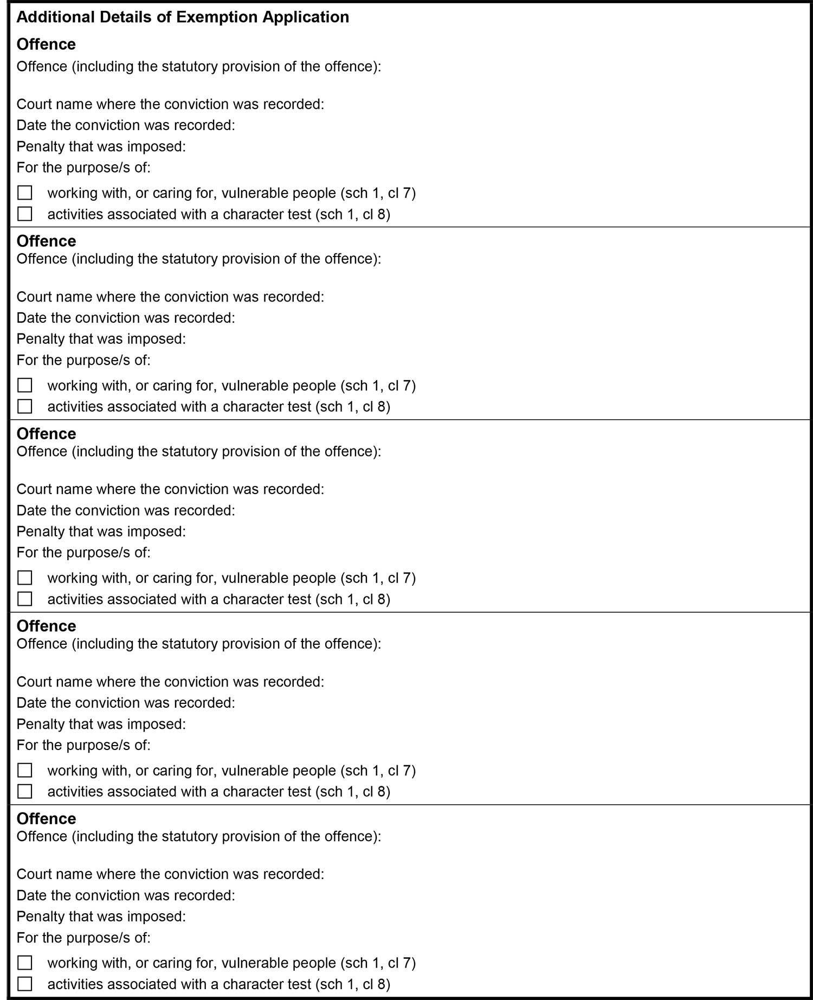 Additional Details of Exemption Application
Offence
Offence (including the statutory provision of the offence):
Court name where the conviction was recorded:
Date the conviction was recorded:
Penalty that was imposed:
For the purpose/s of:
working with, or caring for, vulnerable people (sch 1, cl 7)
activities associated with a character test (sch 1, cl 8)
Offence
Offence (including the statutory provision of the offence):
Court name where the conviction was recorded:
Date the conviction was recorded:
Penalty that was imposed:
For the purpose/s of:
working with, or caring for, vulnerable people (sch 1, cl 7)
activities associated with a character test (sch 1, cl 8)
Offence
Offence (including the statutory provision of the offence):
Court name where the conviction was recorded:
Date the conviction was recorded:
Penalty that was imposed:
For the purpose/s of:
working with, or caring for, vulnerable people (sch 1, cl 7)
activities associated with a character test (sch 1, cl 8)
Offence
Offence (including the statutory provision of the offence):
Court name where the conviction was recorded:
Date the conviction was recorded:
Penalty that was imposed:
For the purpose/s of:
working with, or caring for, vulnerable people (sch 1, cl 7)
activities associated with a character test (sch 1, cl 8)
Offence
Offence (including the statutory provision of the offence):
Court name where the conviction was recorded:
Date the conviction was recorded:
Penalty that was imposed:
For the purpose/s of:
working with, or caring for, vulnerable people (sch 1, cl 7)
activities associated with a character test (sch 1, cl 8)